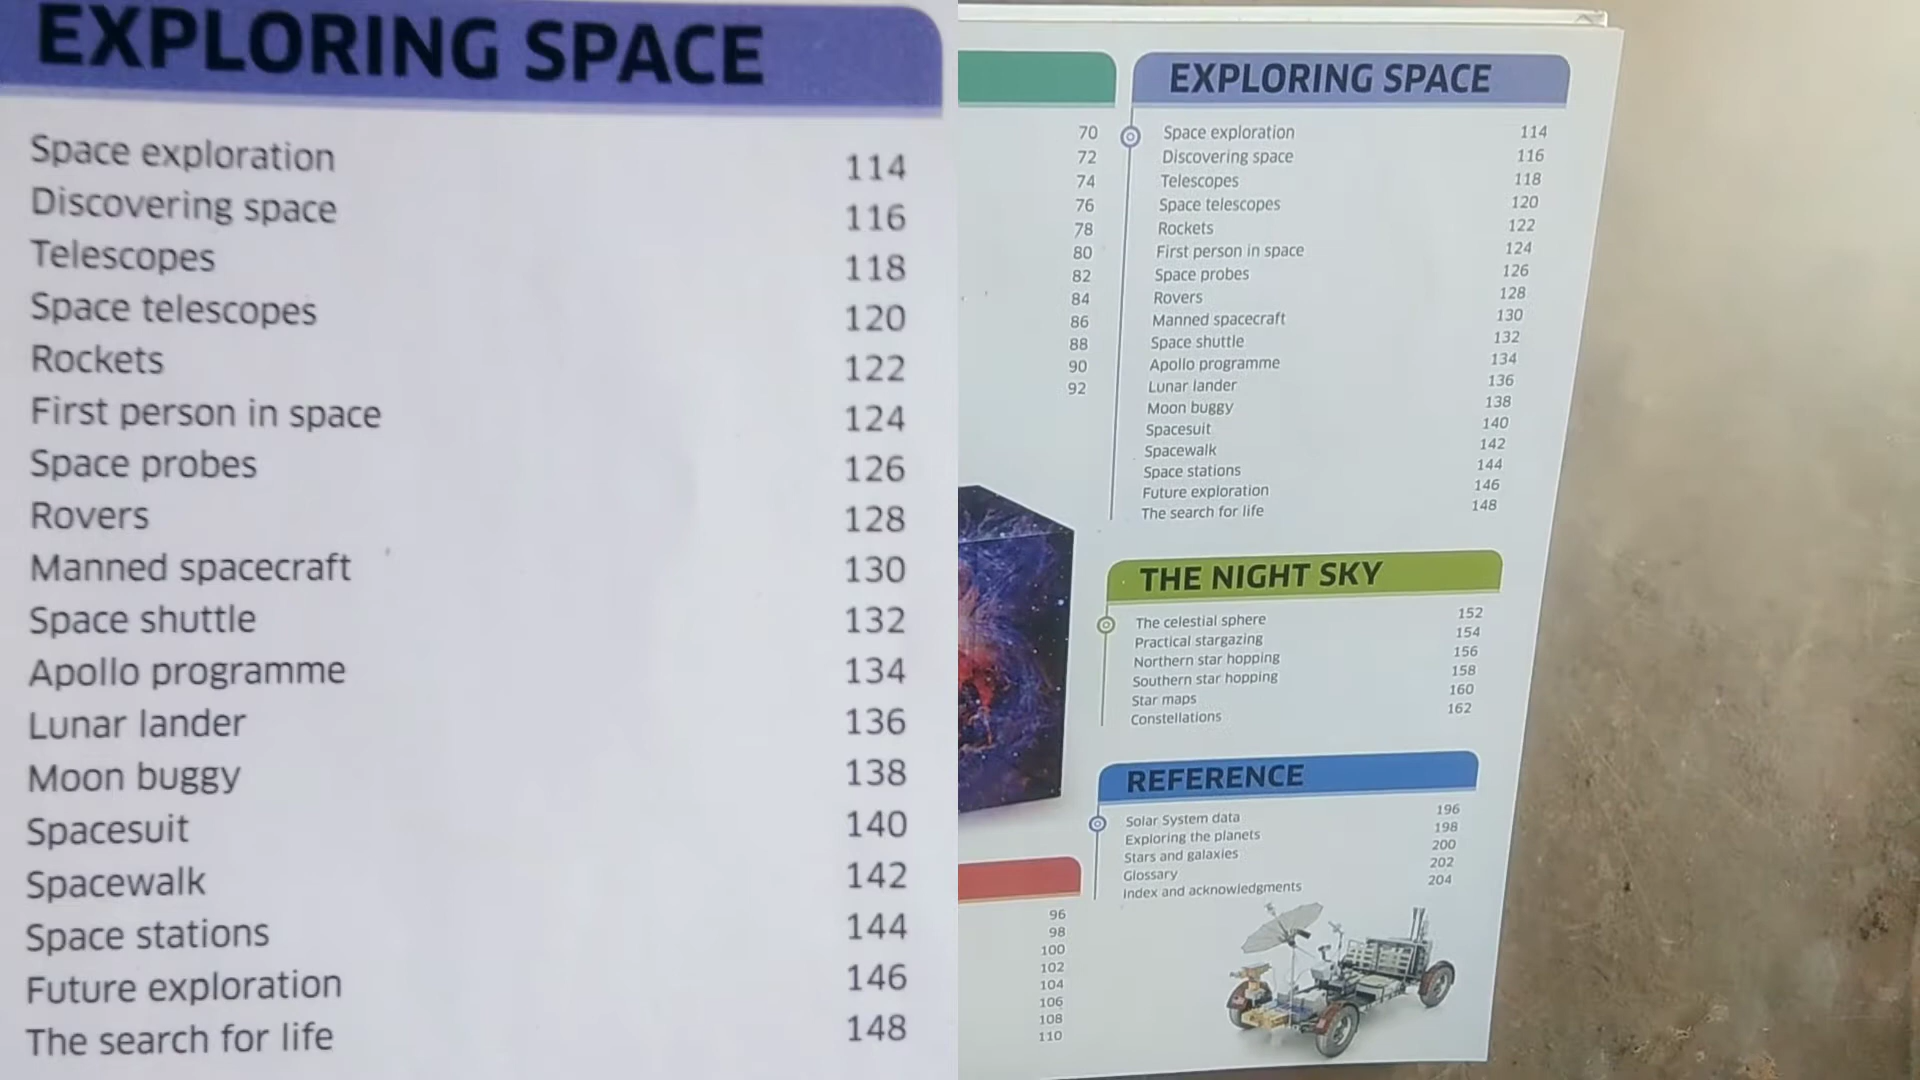 EXPLORING SPACE
Space exploration 114
Discovering space 116
Telescopes 118
Space telescopes 120
Rockets 122
First person in space 124
Space probes 126
Rovers 128
Manned spacecraft 130
Space shuttle 132
Apollo programme 134
Lunar lander 136
Moon buggy 138
Spacesuit 140
Spacewalk 142
Space stations 144
Future exploration 146
The search for life 148
70
72
74
76
78
80
82
84
86
88
90
92
96
98
100
102
104
106
108
110
EXPLORING SPACE
Space exploration 114
Discovering space 116
Telescopes 118
Space telescopes 120
Rockets 122
First person in space 124
Space probes 126
Rovers 128
Manned spacecraft 130
Space shuttle 132
Apollo programme 134
Lunar lander 136
Moon buggy 138
Spacesuit 140
Spacewalk 142
Space stations 144
Future exploration 146
The search for life 148
THE NIGHT SKY
The celestial sphere 152
Practical stargazing 154
Northern star hopping 156
Southern star hopping 158
Star maps 160
Constellations 162
REFERENCE
Solar System data 196
Exploring the planets 198
Stars and galaxies 200
Glossary 202
Index and acknowledgments 204